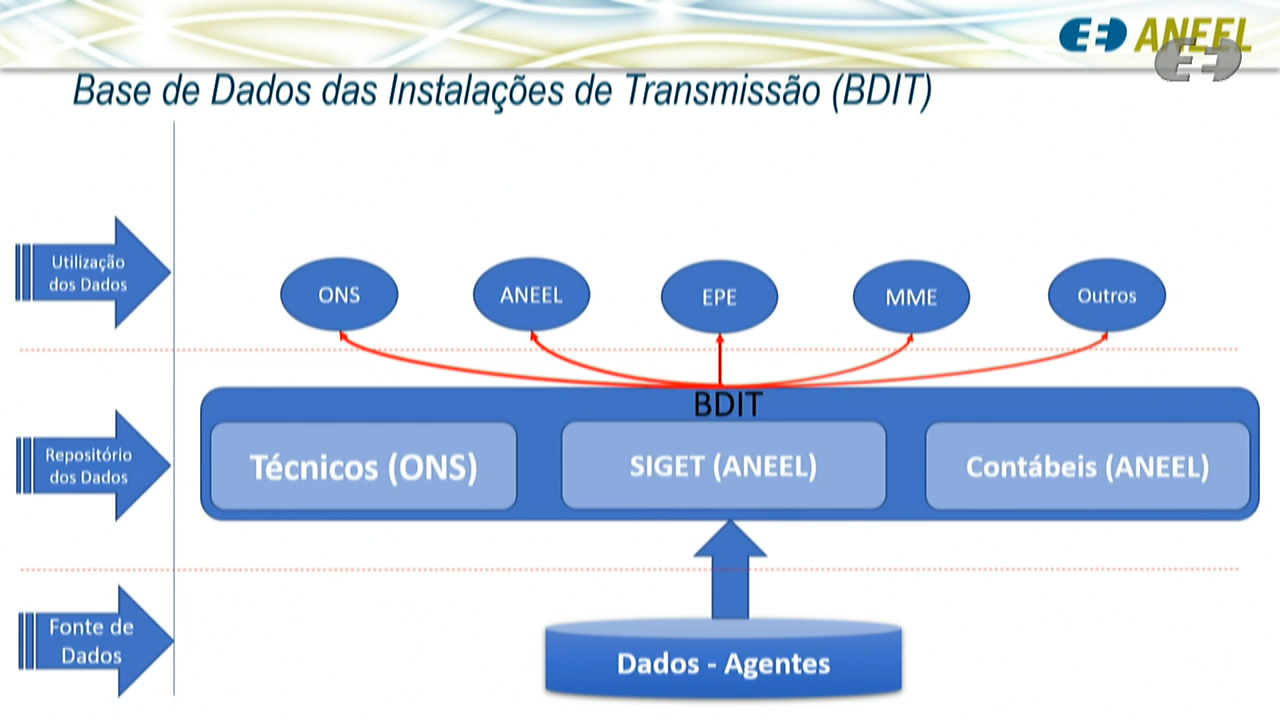 ANEEL
Base de Dados das Instalações de Transmissão (BDIT)
Utilização
dos Dados
ONS
ANEEL
EPE
MME
Outros
BDIT
Repositório
dos Dados
Técnicos (ONS)
SIGET (ANEEL)
Contábeis (ANEEL)
Fonte de
Dados
Dados - Agentes